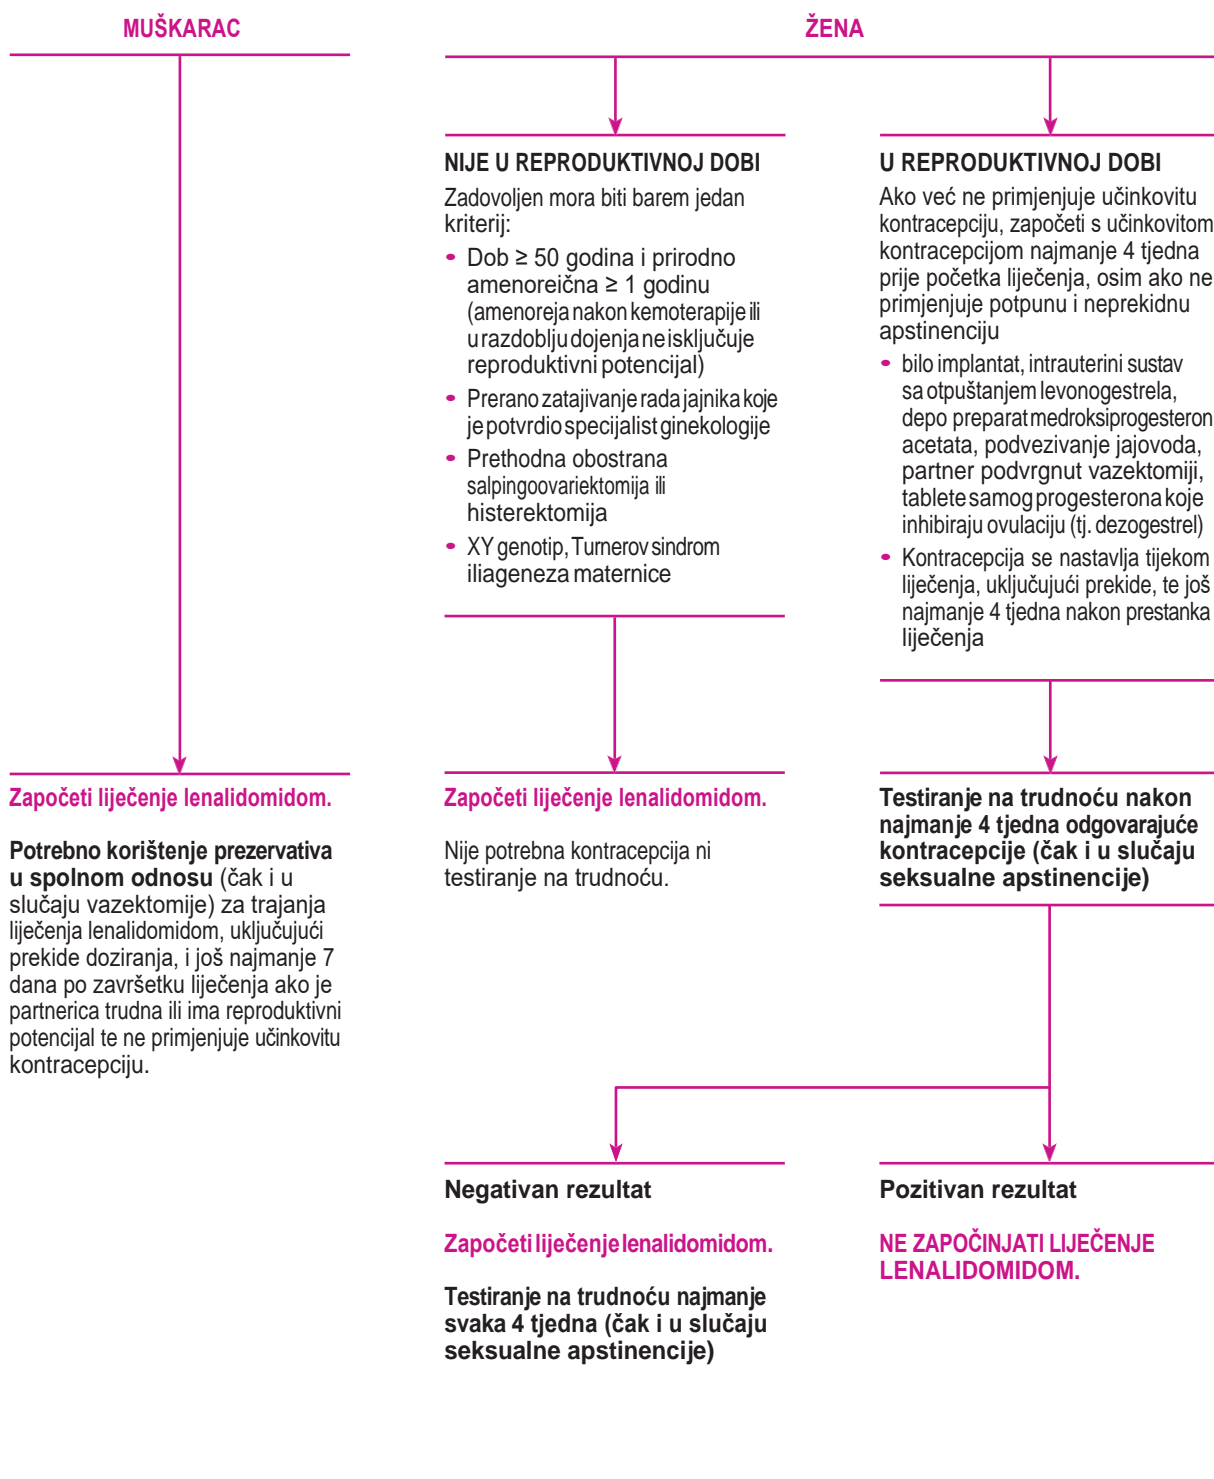 MUŠKARAC
ŽENA
NIJE U REPRODUKTIVNOJ DOBI
Zadovoljen mora biti barem jedan
kriterij:
• Dob ≥ 50 godina i prirodno
amenoreična ≥ 1 godinu
(amenoreja nakon kemoterapije ili
u razdoblju dojenja ne isključuje
reproduktivni potencijal)
• Prerano zatajivanje rada jajnika koje
je potvrdio specijalist ginekologije
• Prethodna obostrana
salpingoovariektomija ili
histerektomija
• XY genotip, Turnerov sindrom
iliageneza maternice
U REPRODUKTIVNOJ DOBI
Ako već ne primjenjuje učinkovitu
kontracepciju, započeti s učinkovitom
kontracepcijom najmanje 4 tjedna
prije početka liječenja, osim ako ne
primjenjuje potpunu i neprekidnu
apstinenciju
• bilo implantat, intrauterini sustav
sa otpuštanjem levonogestrela,
depo preparat medroksiprogesteron
acetata, podvezivanje jajovoda,
partner podvrgnut vazektomiji,
tablete samog progesterona koje
inhibiraju ovulaciju (tj. dezogestrel)
• Kontracepcija se nastavlja tijekom
liječenja, uključujući prekide, te još
najmanje 4 tjedna nakon prestanka
liječenja
Započeti liječenje lenalidomidom.
Potrebno korištenje prezervativa
u spolnom odnosu (čak i u
slučaju vazektomije) za trajanja
liječenja lenalidomidom, uključujući
prekide doziranja, i još najmanje 7
dana po završetku liječenja ako je
partnerica trudna ili ima reproduktivni
potencijal te ne primjenjuje učinkovitu
kontracepciju.
Započeti liječenje lenalidomidom.
Nije potrebna kontracepcija ni
testiranje na trudnoću.
Testiranje na trudnoću nakon
najmanje 4 tjedna odgovarajuće
kontracepcije (čak i u slučaju
seksualne apstinencije)
Negativan rezultat
Započeti liječenje lenalidomidom.
Testiranje na trudnoću najmanje
svaka 4 tjedna (čak i u slučaju
seksualne apstinencije)
Pozitivan rezultat
NE ZAPOČINJATI LIJEČENJE
LENALIDOMIDOM.